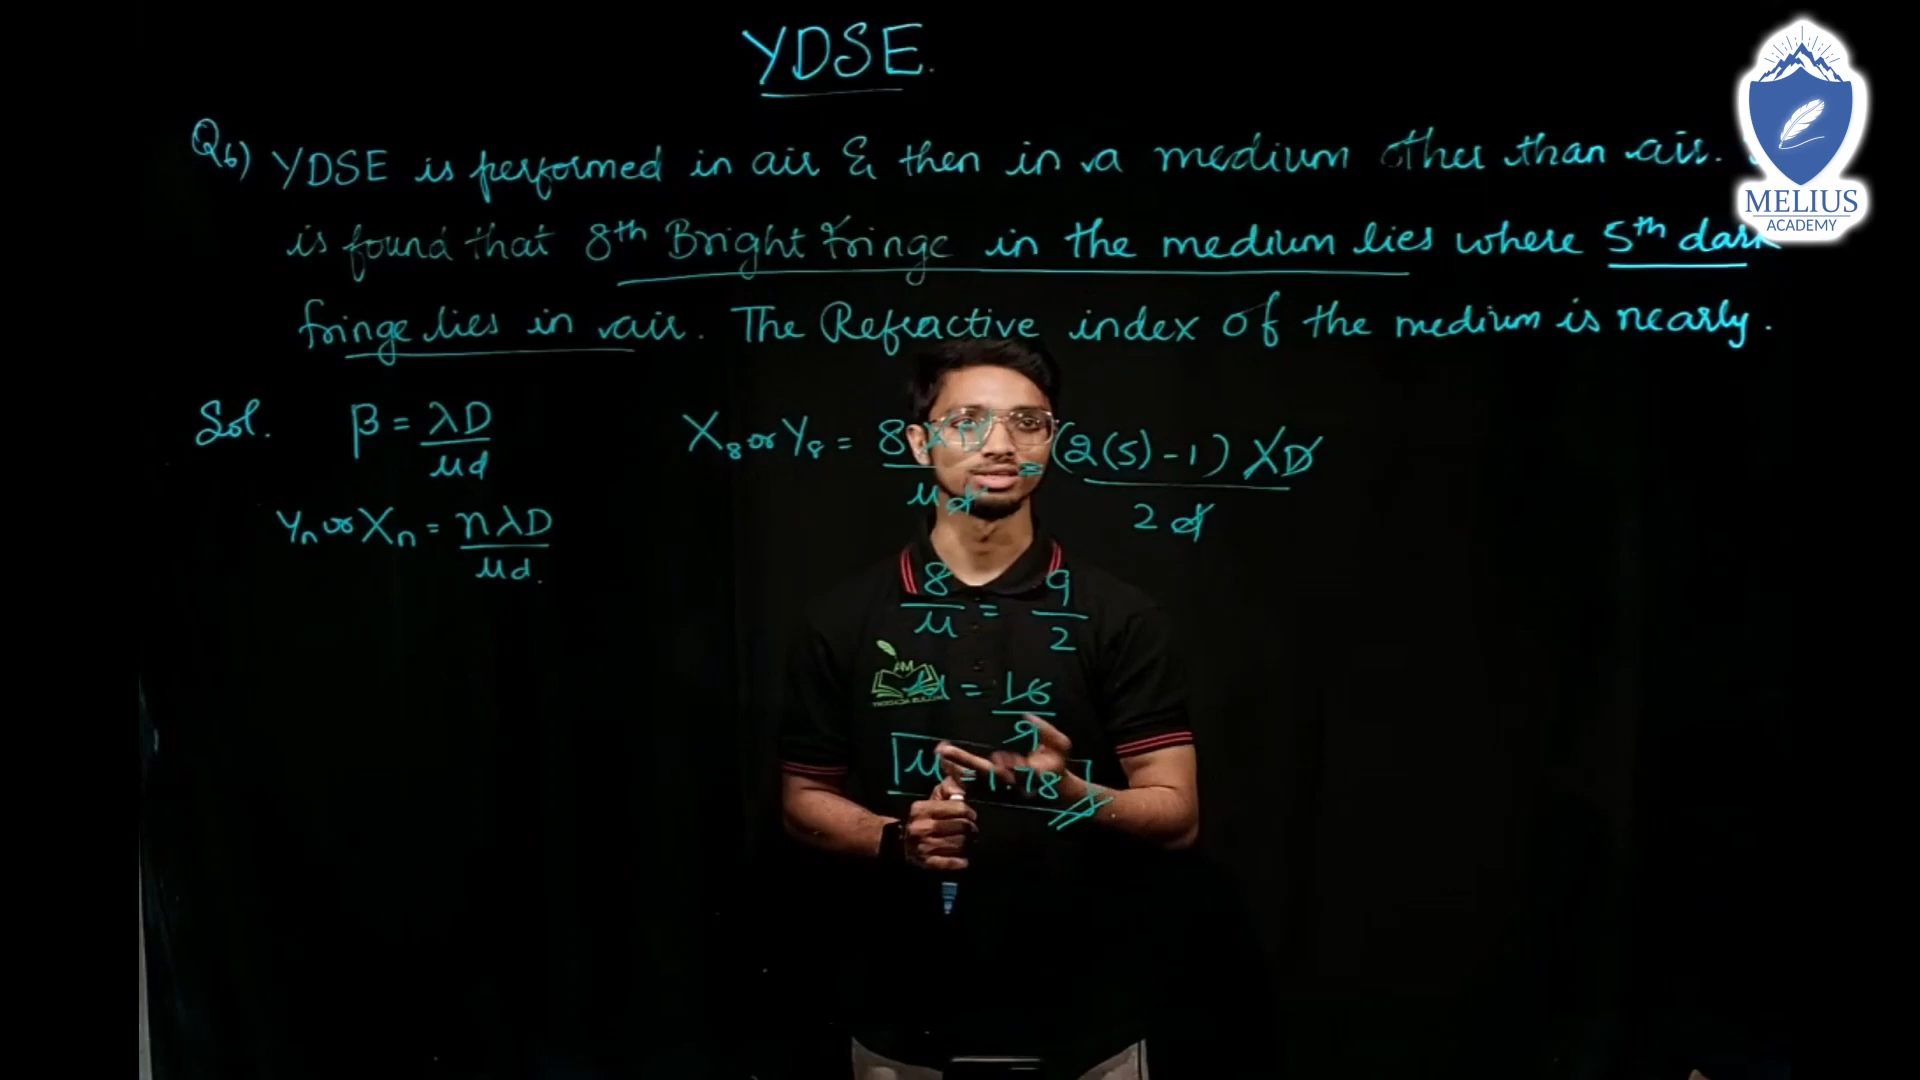 YDSE.
Q6) YDSE is performed in air & then in a medium other than air.
is found that 8th Bright Fringe in the medium lies where 5th dark
fringe lies in air. The Refractive index of the medium is nearly.
Sol. β = λD / μd
Yn or Xn = nλD / μd.
X8 or Y8 = 8λD / μd = (2(5)-1) λD / 2d
8/μ = 9/2
μ = 16/9
μ = 1.78
MELIUS
ACADEMY